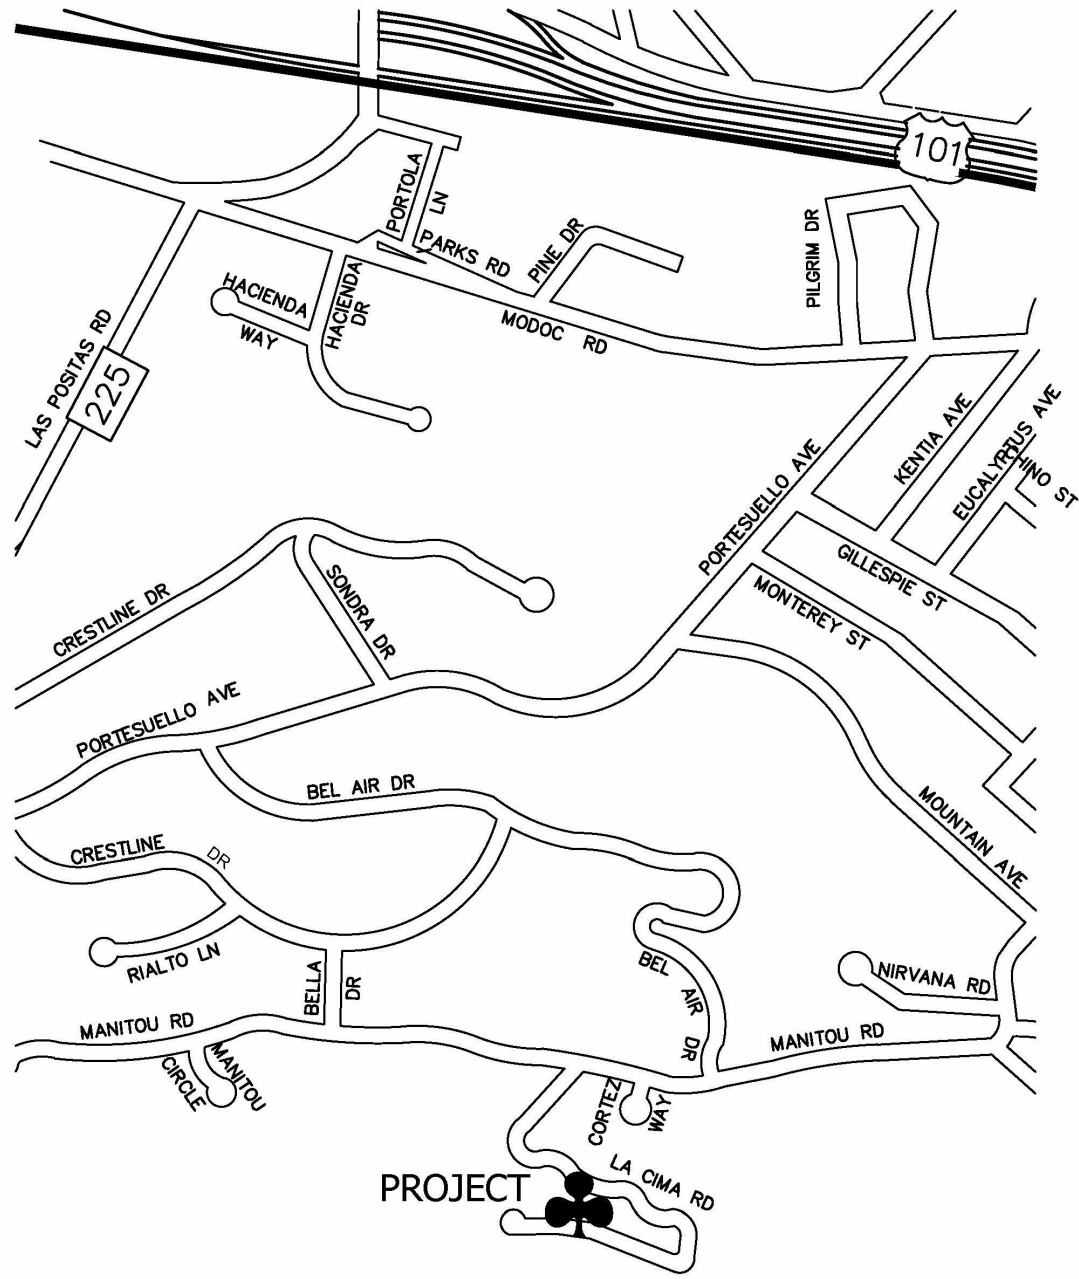 101
PORTOLA
LN
PARKS RD
PINE DR
PILGRIM DR
HACIENDA
WAY
HACIENDA
DR
MODOC RD
LAS POSITAS RD
225
KENTIA AVE
EUCALYPTUS AVE
CHINO ST
PORTESUELLO AVE
GILLESPIE ST
MONTEREY ST
CRESTLINE DR
SONDRA DR
PORTESUELLO AVE
BEL AIR DR
MOUNTAIN AVE
CRESTLINE DR
RIALTO LN
BELLA
DR
BEL AIR DR
NIRVANA RD
MANITOU RD
MANITOU RD
MANITOU
CIRCLE
CORTEZ
WAY
LA CIMA RD
PROJECT